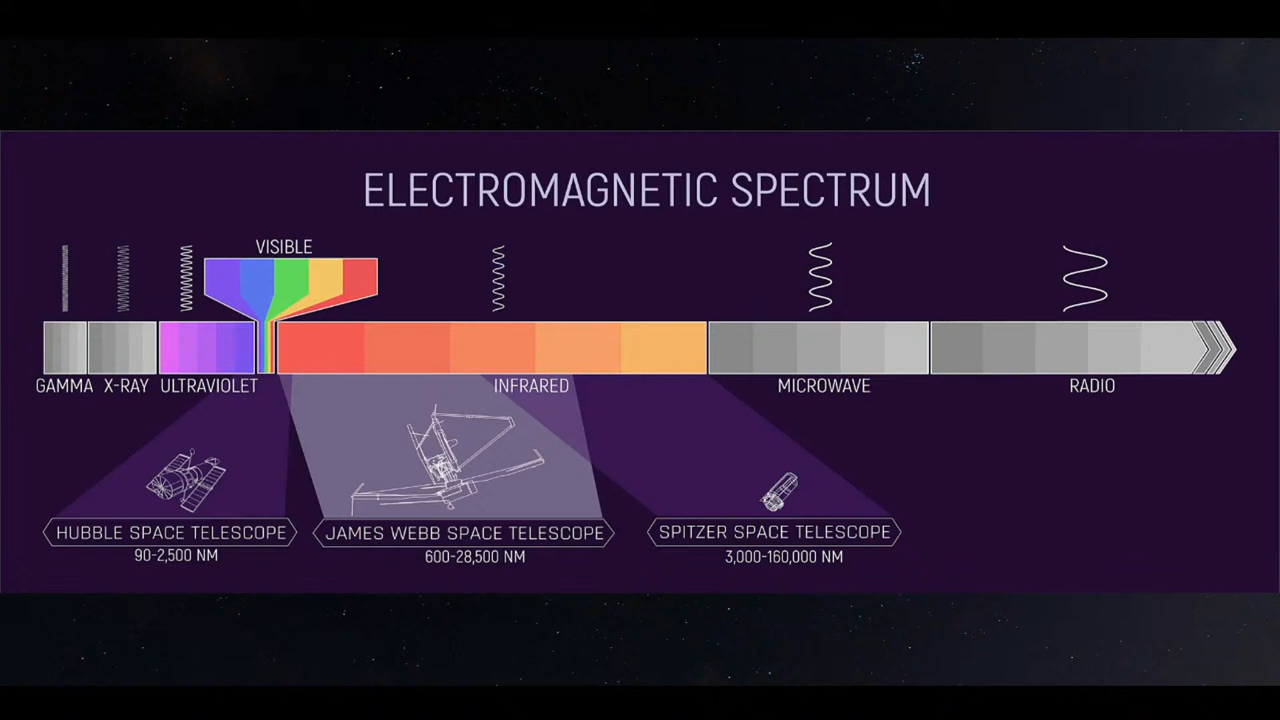 ELECTROMAGNETIC SPECTRUM
VISIBLE
GAMMA
X-RAY
ULTRAVIOLET
INFRARED
MICROWAVE
RADIO
HUBBLE SPACE TELESCOPE
90-2,500 NM
JAMES WEBB SPACE TELESCOPE
600-28,500 NM
SPITZER SPACE TELESCOPE
3,000-160,000 NM